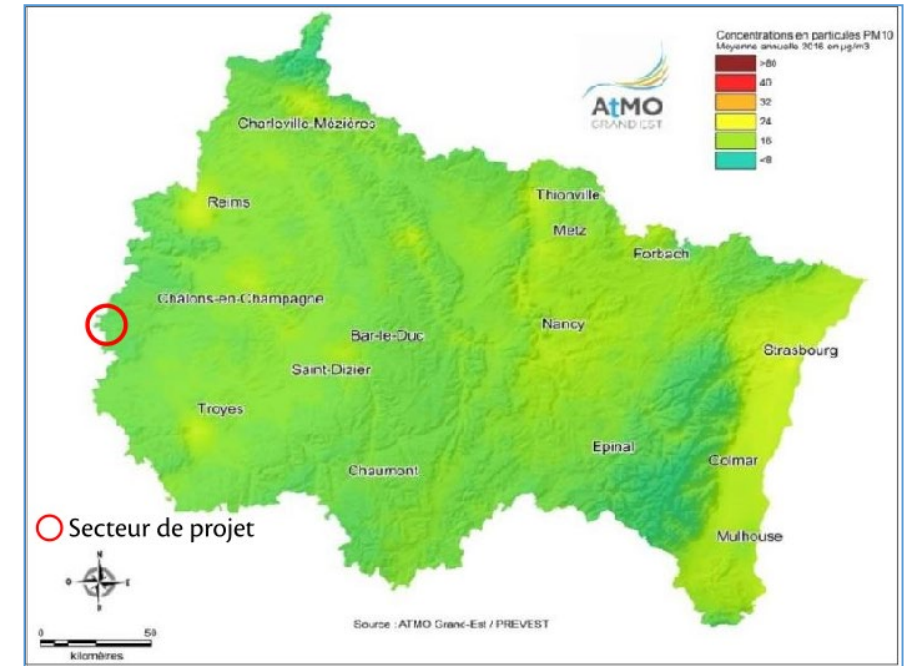 Concentrations en particules PM10
Moyenne annuelle 2016 en µg/m3
>80
40
32
24
16
<8
AtMO
GRAND EST
Charleville-Mézières
Reims
Thionville
Metz
Forbach
Châlons-en-Champagne
Nancy
Bar-le-Duc
Strasbourg
Saint-Dizier
Troyes
Epinal
Colmar
Chaumont
Secteur de projet
Mulhouse
N
O
E
S
0 50
kilomètres
Source : ATMO Grand-Est / PREVEST